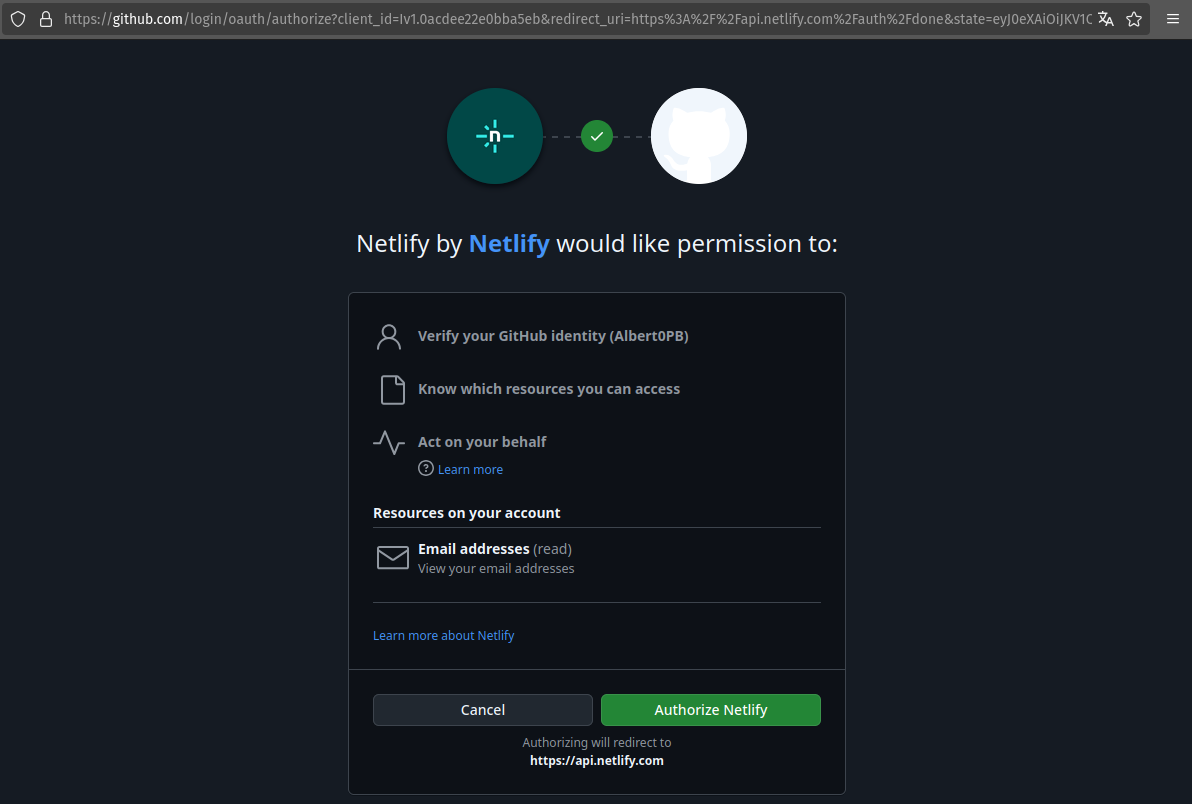 https://github.com/login/oauth/authorize?client_id=Iv1.0acdee22e0bba5eb&redirect_uri=https%3A%2F%2Fapi.netlify.com%2Fauth%2Fdone&state=eyJ0eXAiOiJKV1C
n
Netlify by Netlify would like permission to:
Verify your GitHub identity (Albert0PB)
Know which resources you can access
Act on your behalf
? Learn more
Resources on your account
Email addresses (read)
View your email addresses
Learn more about Netlify
Cancel
Authorize Netlify
Authorizing will redirect to
https://api.netlify.com